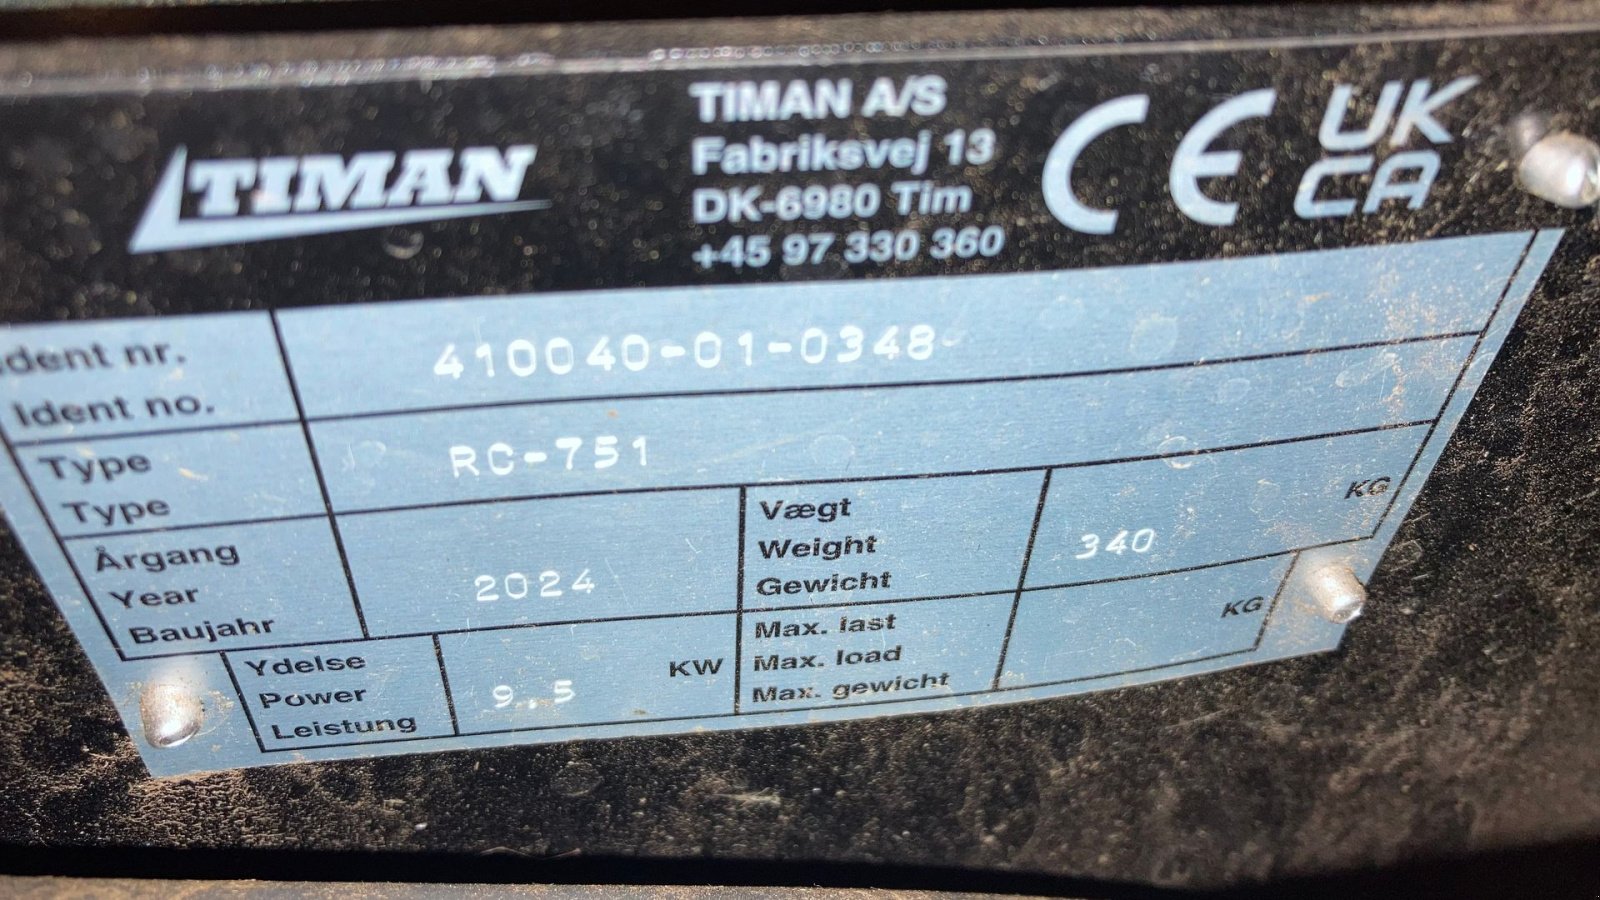 TIMAN
TIMAN A/S
Fabriksvej 13
DK-6980 Tim
+45 97 330 360
CE
UK
CA
Ident nr.
Ident no.
410040-01-0348
Type
Type
RC-751
Årgang
Year
Baujahr
2024
Vægt
Weight
Gewicht
340
KG
Ydelse
Power
Leistung
9.5
KW
Max. last
Max. load
Max. gewicht
KG